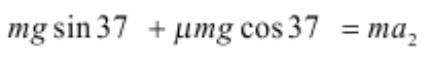 mg sin 37 + μmg cos 37 = ma₂